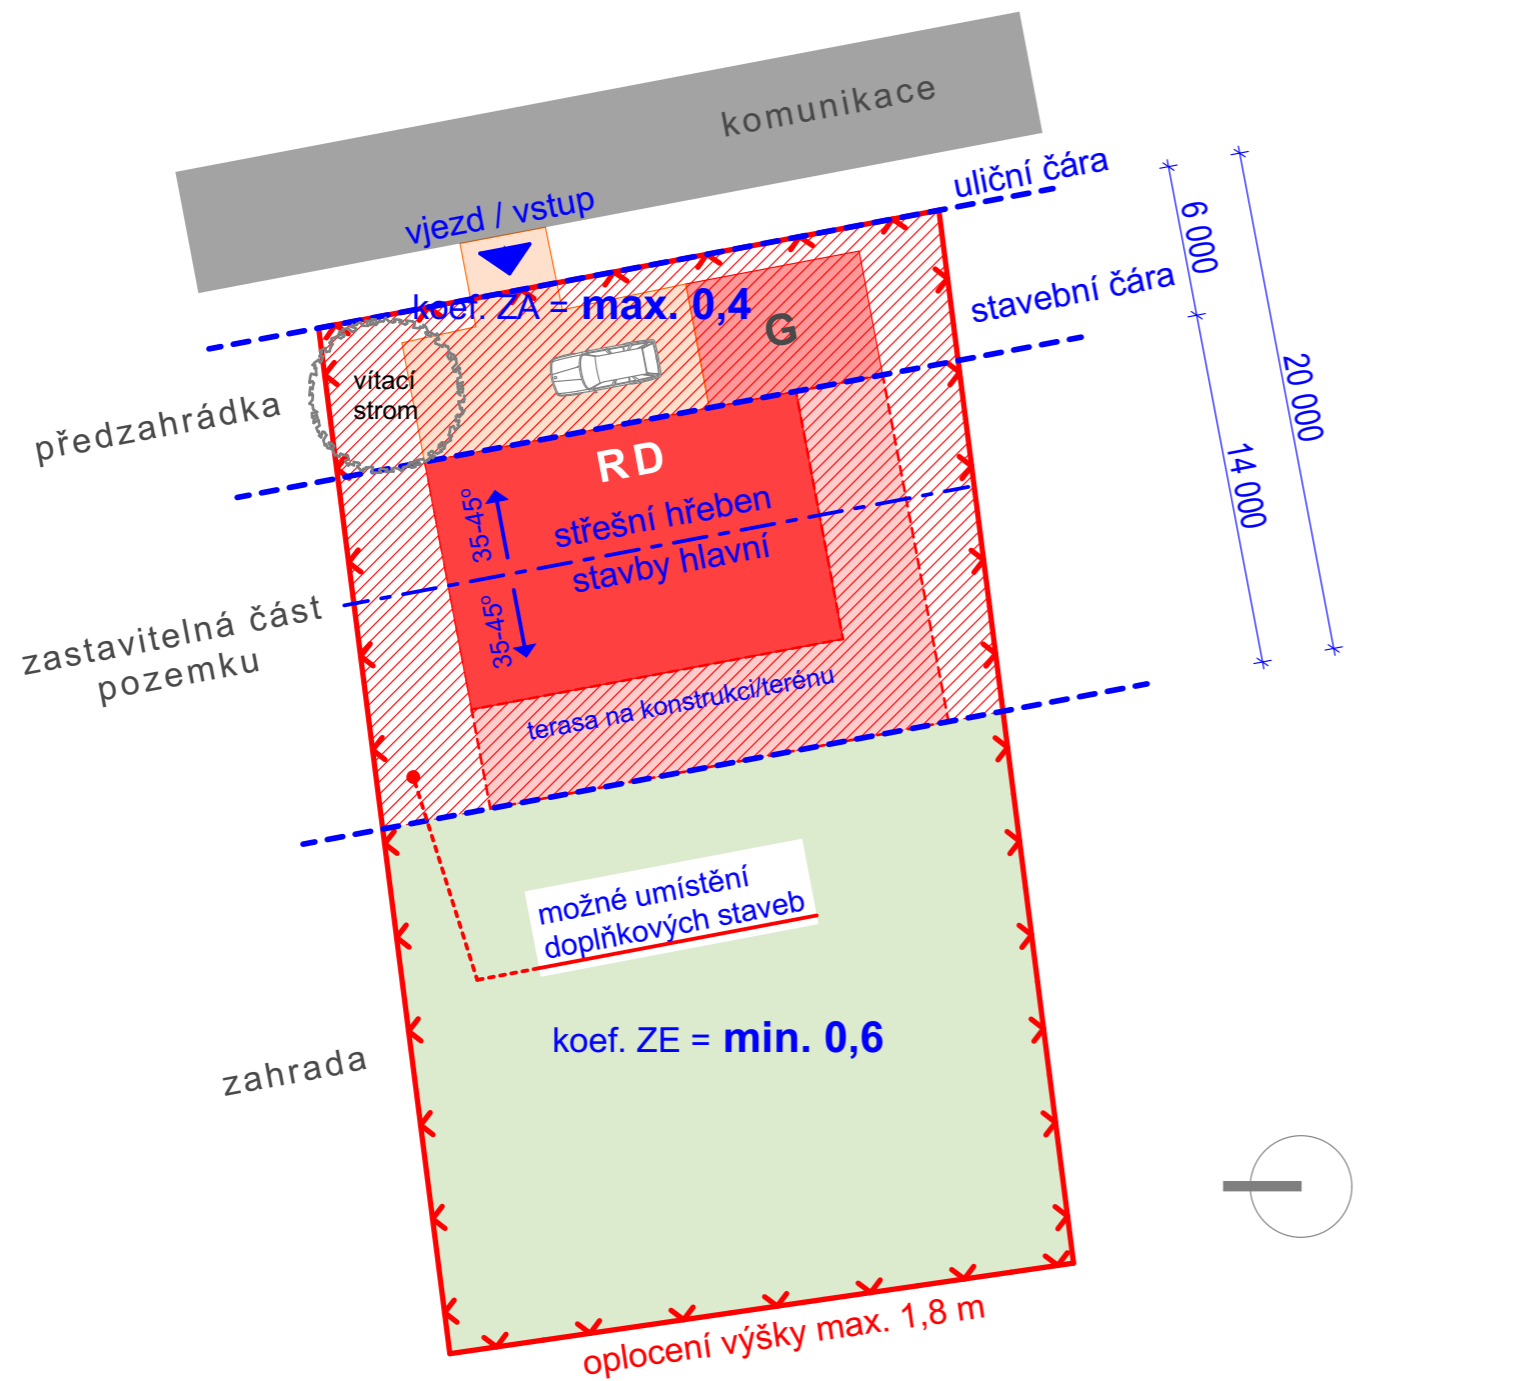 komunikace
uliční čára
vjezd / vstup
6 000
stavební čára
koef. ZA = max. 0,4
G
20 000
vítací
strom
předzahrádka
RD
14 000
35-45°
střešní hřeben
stavby hlavní
35-45°
zastavitelná část
pozemku
terasa na konstrukci/terénu
možné umístění
doplňkových staveb
koef. ZE = min. 0,6
zahrada
oplocení výšky max. 1,8 m